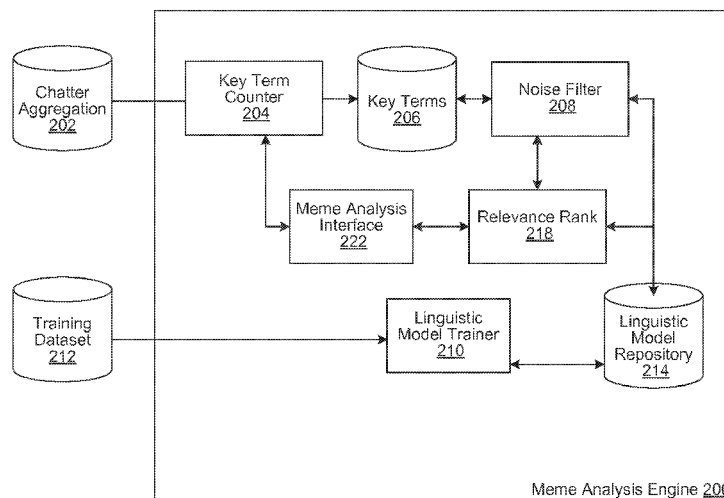 Chatter
Aggregation
202
Key Term
Counter
204
Key Terms
206
Noise Filter
208
Meme Analysis
Interface
222
Relevance Rank
218
Training
Dataset
212
Linguistic
Model Trainer
210
Linguistic
Model
Repository
214
Meme Analysis Engine 200